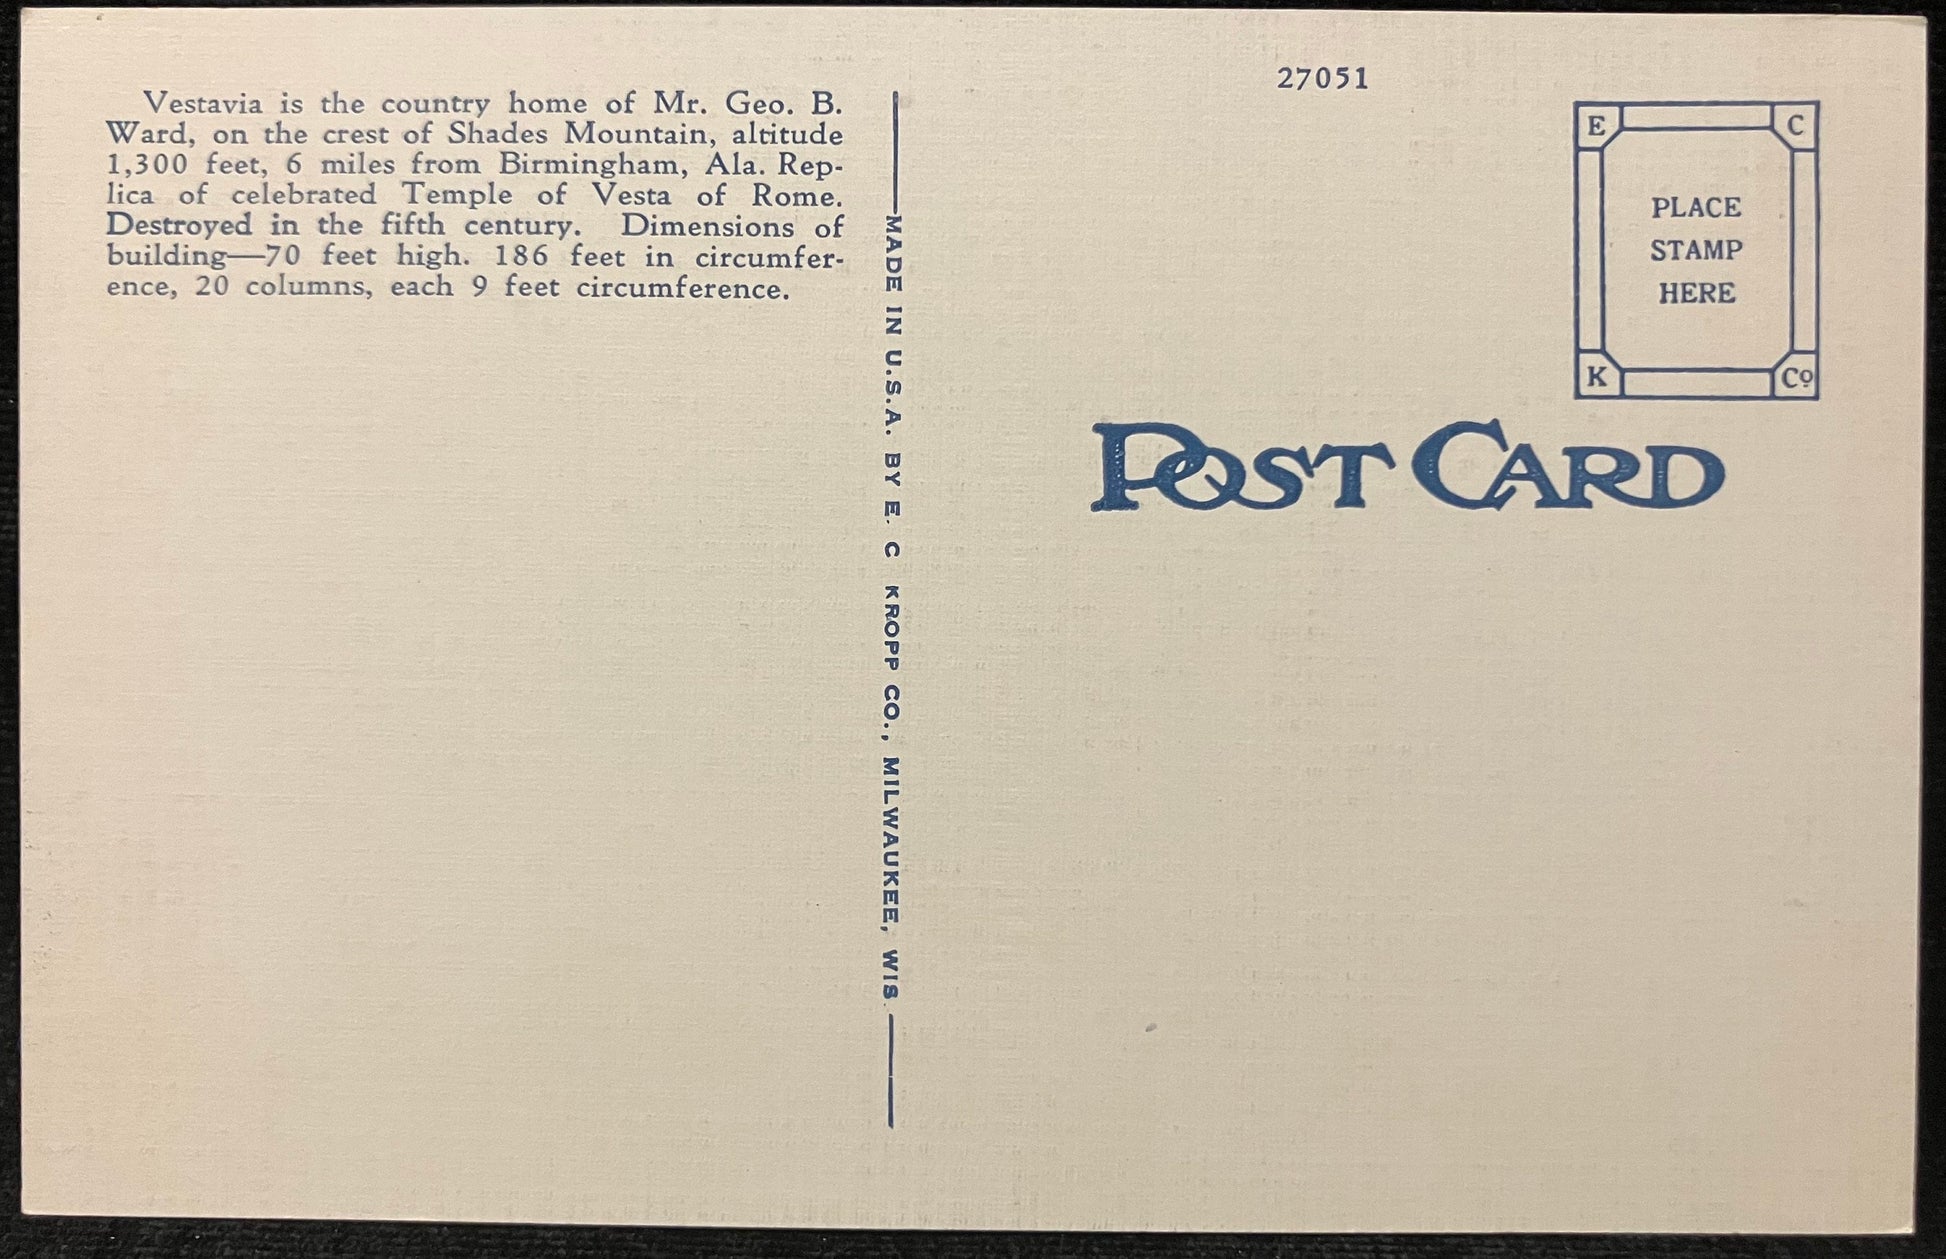 Vestavia is the country home of Mr. Geo. B.
Ward, on the crest of Shades Mountain, altitude
1,300 feet, 6 miles from Birmingham, Ala. Rep-
lica of celebrated Temple of Vesta of Rome.
Destroyed in the fifth century. Dimensions of
building—70 feet high. 186 feet in circumfer-
ence, 20 columns, each 9 feet circumference.
MADE IN U.S.A. BY E. C KROPP CO., MILWAUKEE, WIS.
27051
E C
PLACE
STAMP
HERE
K Co
POST CARD